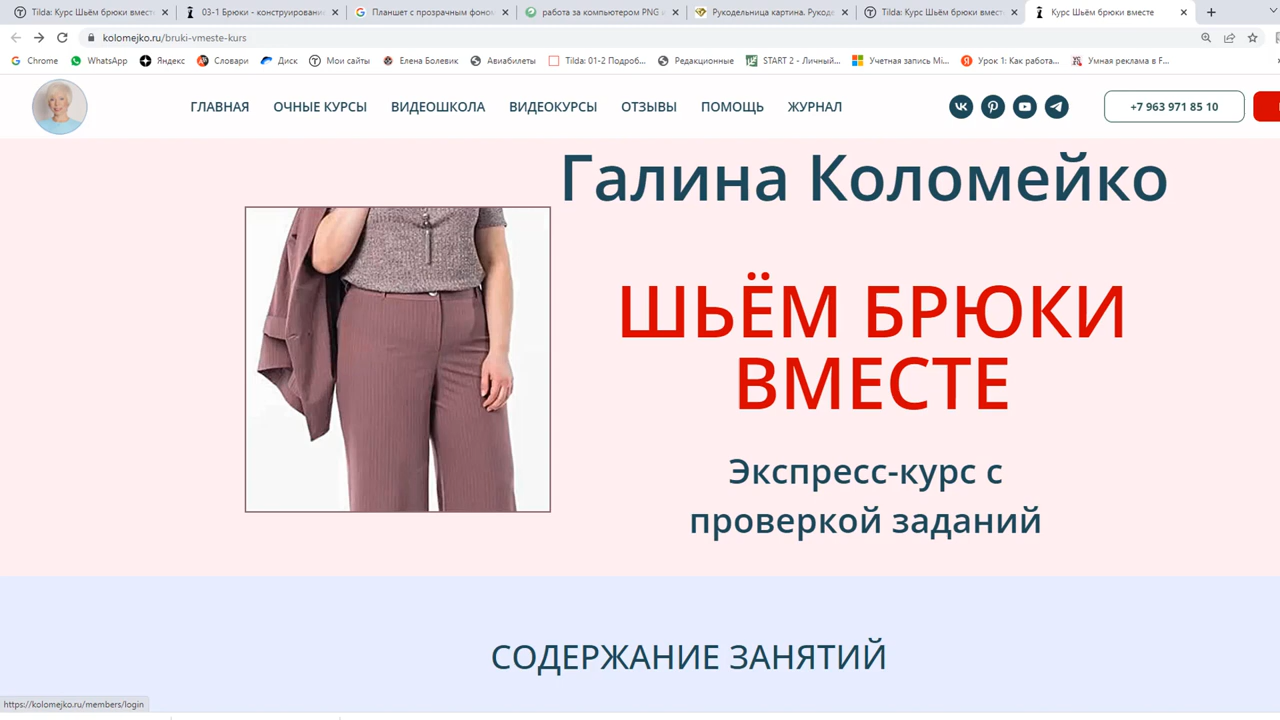 Tilda: Курс Шьём брюки вмест
03-1 Брюки - конструировани
Планшет с прозрачным фоном
работа за компьютером PNG и
Рукодельница картина. Рукоде
Tilda: Курс Шьём брюки вмест
Курс Шьём брюки вместе
kolomejko.ru/bruki-vmeste-kurs
Chrome
WhatsApp
Яндекс
Словари
Диск
Мои сайты
Елена Болевик
Авиабилеты
Tilda: 01-2 Подроб...
Редакционные
START 2 - Личный...
Учетная запись Mi...
Урок 1: Как работа...
Умная реклама в F...
ГЛАВНАЯ
ОЧНЫЕ КУРСЫ
ВИДЕОШКОЛА
ВИДЕОКУРСЫ
ОТЗЫВЫ
ПОМОЩЬ
ЖУРНАЛ
+7 963 971 85 10
Галина Коломейко
ШЬЁМ БРЮКИ
ВМЕСТЕ
Экспресс-курс с
проверкой заданий
СОДЕРЖАНИЕ ЗАНЯТИЙ
https://kolomejko.ru/members/login